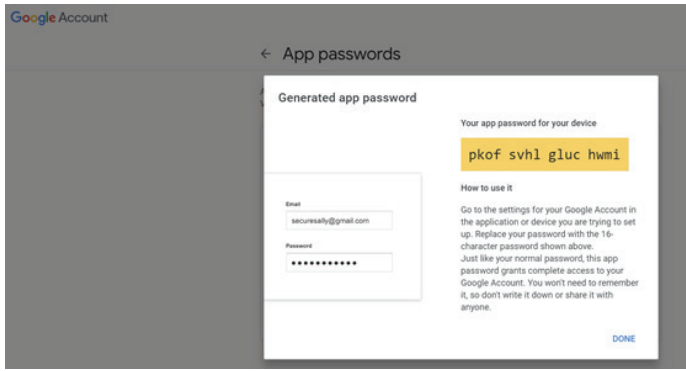 Google Account
← App passwords
Generated app password
Your app password for your device
pkof svhl gluc hwmi
How to use it
Email
securesally@gmail.com
Password
•••••••••••
Go to the settings for your Google Account in
the application or device you are trying to set
up. Replace your password with the 16-
character password shown above.
Just like your normal password, this app
password grants complete access to your
Google Account. You won't need to remember
it, so don't write it down or share it with
anyone.
DONE